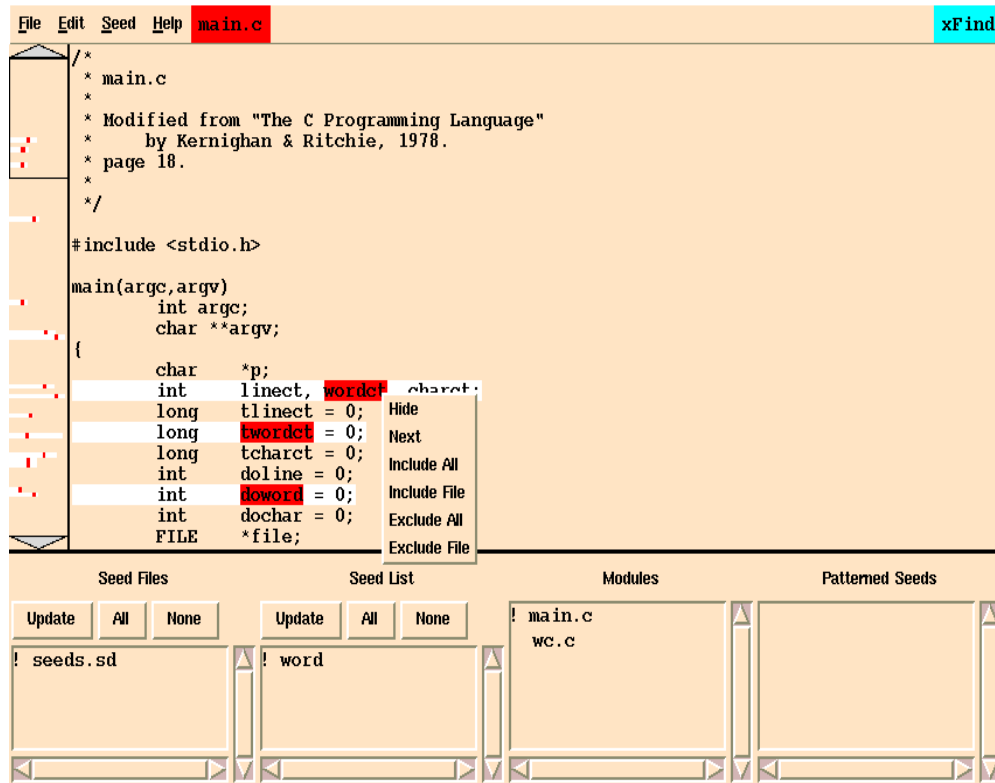 File Edit Seed Help main.c xFind
/*
* main.c
*
* Modified from "The C Programming Language"
* by Kernighan & Ritchie, 1978.
* page 18.
*
*/
#include <stdio.h>
main(argc,argv)
int argc;
char **argv;
{
char *p;
int linect, wordct, charct;
long tlinect = 0;
long twordct = 0;
long tcharct = 0;
int doline = 0;
int doword = 0;
int dochar = 0;
FILE *file;
Hide
Next
Include All
Include File
Exclude All
Exclude File
Seed Files Seed List Modules Patterned Seeds
Update All None Update All None
! seeds.sd
! word
! main.c
wc.c